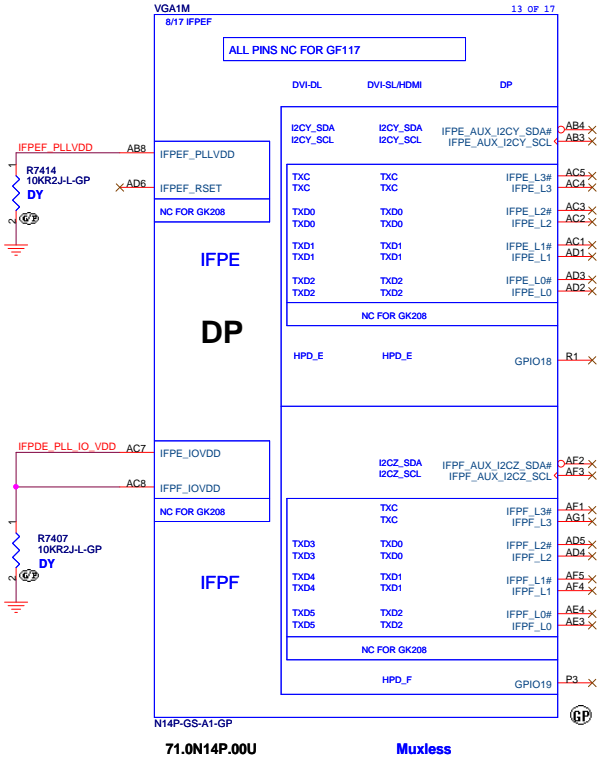 VGA1M 13 OF 17
8/17 IFPEF
ALL PINS NC FOR GF117
DVI-DL DVI-SL/HDMI DP
I2CY_SDA I2CY_SDA IFPE_AUX_I2CY_SDA# AB4
I2CY_SCL I2CY_SCL IFPE_AUX_I2CY_SCL AB3
IFPEF_PLLVDD AB8 IFPEF_PLLVDD
1
R7414
10KR2J-L-GP
DY
2 G/P
AD6 IFPEF_RSET
NC FOR GK208
TXC TXC IFPE_L3# AC5
TXC TXC IFPE_L3 AC4
TXD0 TXD0 IFPE_L2# AC3
TXD0 TXD0 IFPE_L2 AC2
TXD1 TXD1 IFPE_L1# AC1
TXD1 TXD1 IFPE_L1 AD1
TXD2 TXD2 IFPE_L0# AD3
TXD2 TXD2 IFPE_L0 AD2
NC FOR GK208
IFPE
DP
HPD_E HPD_E GPIO18 R1
IFPDE_PLL_IO_VDD AC7 IFPE_IOVDD
AC8 IFPF_IOVDD
NC FOR GK208
1
R7407
10KR2J-L-GP
DY
2 G/P
I2CZ_SDA IFPF_AUX_I2CZ_SDA# AF2
I2CZ_SCL IFPF_AUX_I2CZ_SCL AF3
TXC IFPF_L3# AF1
TXC IFPF_L3 AG1
TXD3 TXD0 IFPF_L2# AD5
TXD3 TXD0 IFPF_L2 AD4
TXD4 TXD1 IFPF_L1# AF5
TXD4 TXD1 IFPF_L1 AF4
TXD5 TXD2 IFPF_L0# AE4
TXD5 TXD2 IFPF_L0 AE3
NC FOR GK208
IFPF
HPD_F GPIO19 P3
GP
N14P-GS-A1-GP
71.0N14P.00U Muxless